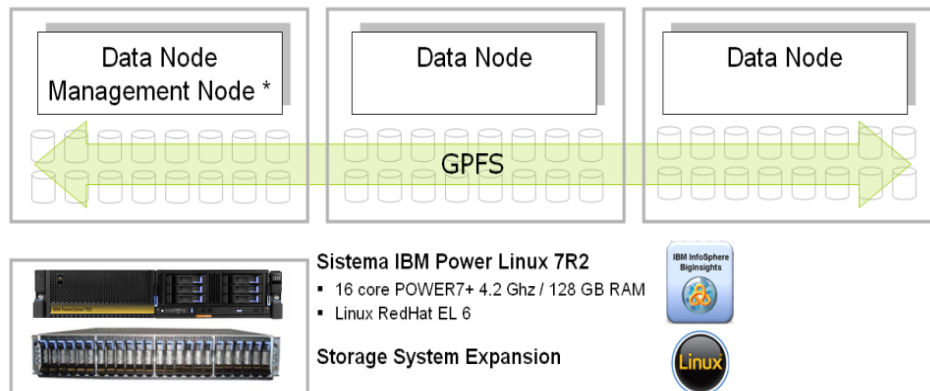 Data Node
Management Node *
Data Node
Data Node
GPFS
Sistema IBM Power Linux 7R2
16 core POWER7+ 4.2 Ghz / 128 GB RAM
Linux RedHat EL 6
Storage System Expansion
IBM InfoSphere
BigInsights
Linux